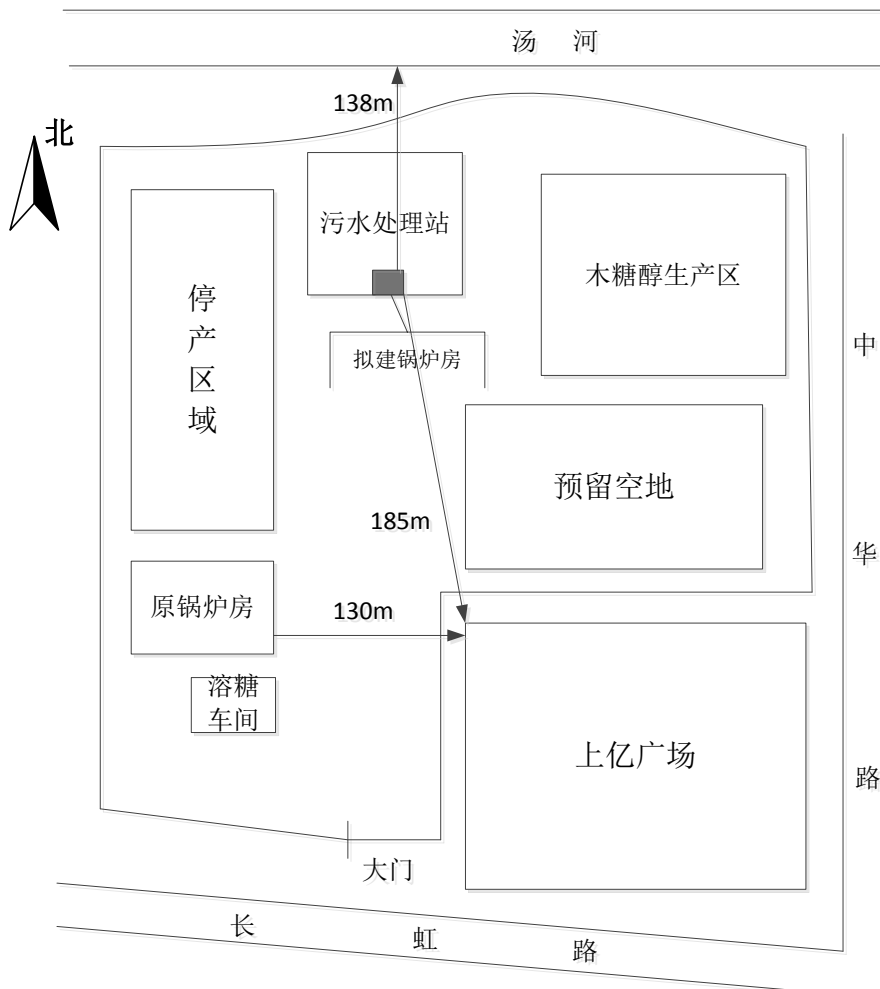 汤 河
138m
北
污水处理站
木糖醇生产区
停产区域
拟建锅炉房
中华路
预留空地
185m
原锅炉房
130m
溶糖
车间
上亿广场
大门
长虹路